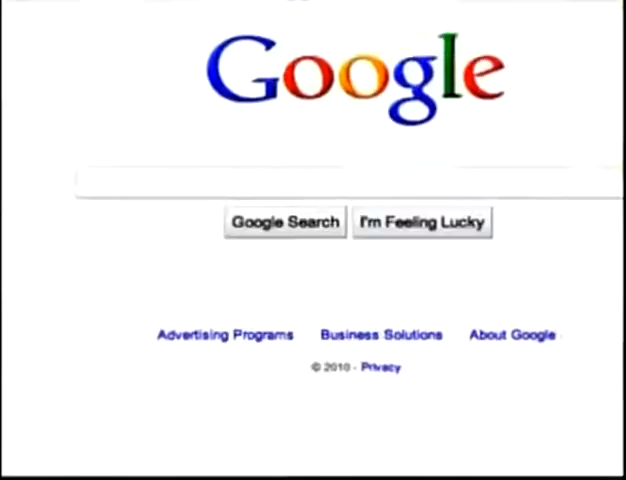 Google
Google Search I'm Feeling Lucky
Advertising Programs Business Solutions About Google
© 2010 - Privacy